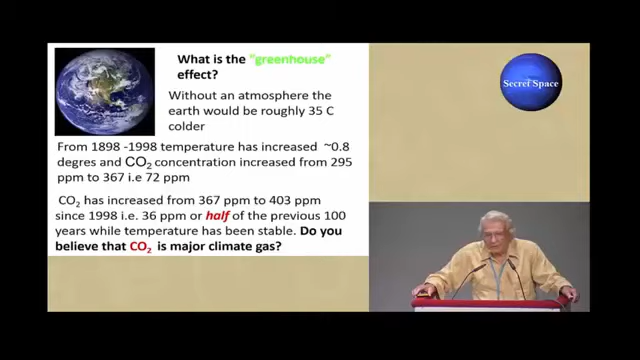 What is the "greenhouse"
effect?
Without an atmosphere the
earth would be roughly 35 C
colder
From 1898 -1998 temperature has increased ~0.8
degres and CO2 concentration increased from 295
ppm to 367 i.e 72 ppm
CO2 has increased from 367 ppm to 403 ppm
since 1998 i.e. 36 ppm or half of the previous 100
years while temperature has been stable. Do you
believe that CO2 is major climate gas?
Secret Space